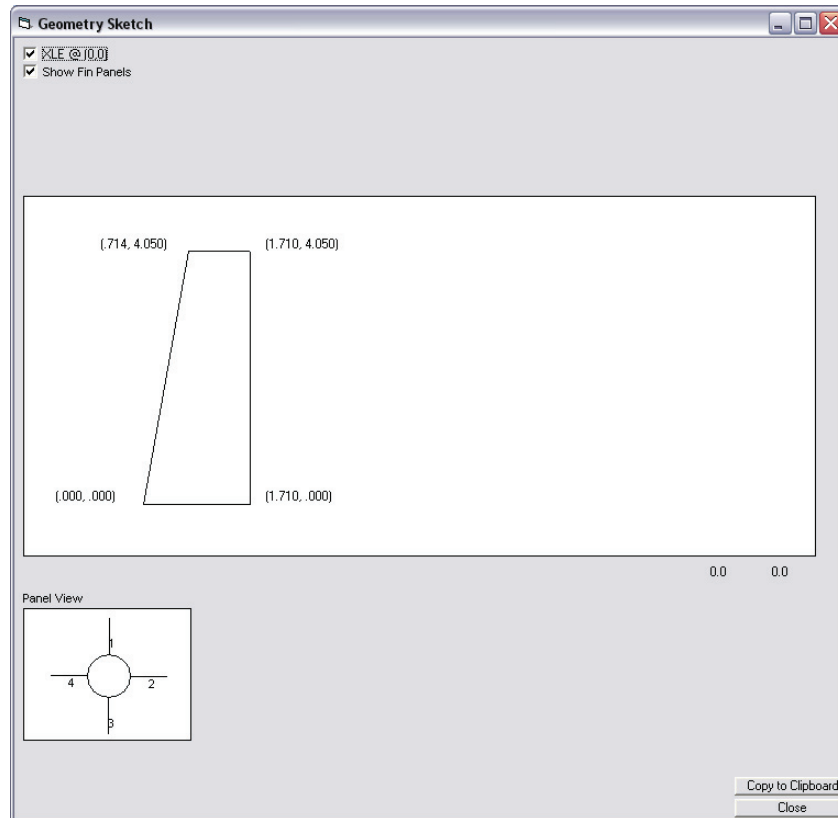 Geometry Sketch
XLE @ (0,0)
Show Fin Panels
(.714, 4.050) (1.710, 4.050)
(.000, .000) (1.710, .000)
0.0 0.0
Panel View
1
4 2
3
Copy to Clipboard
Close